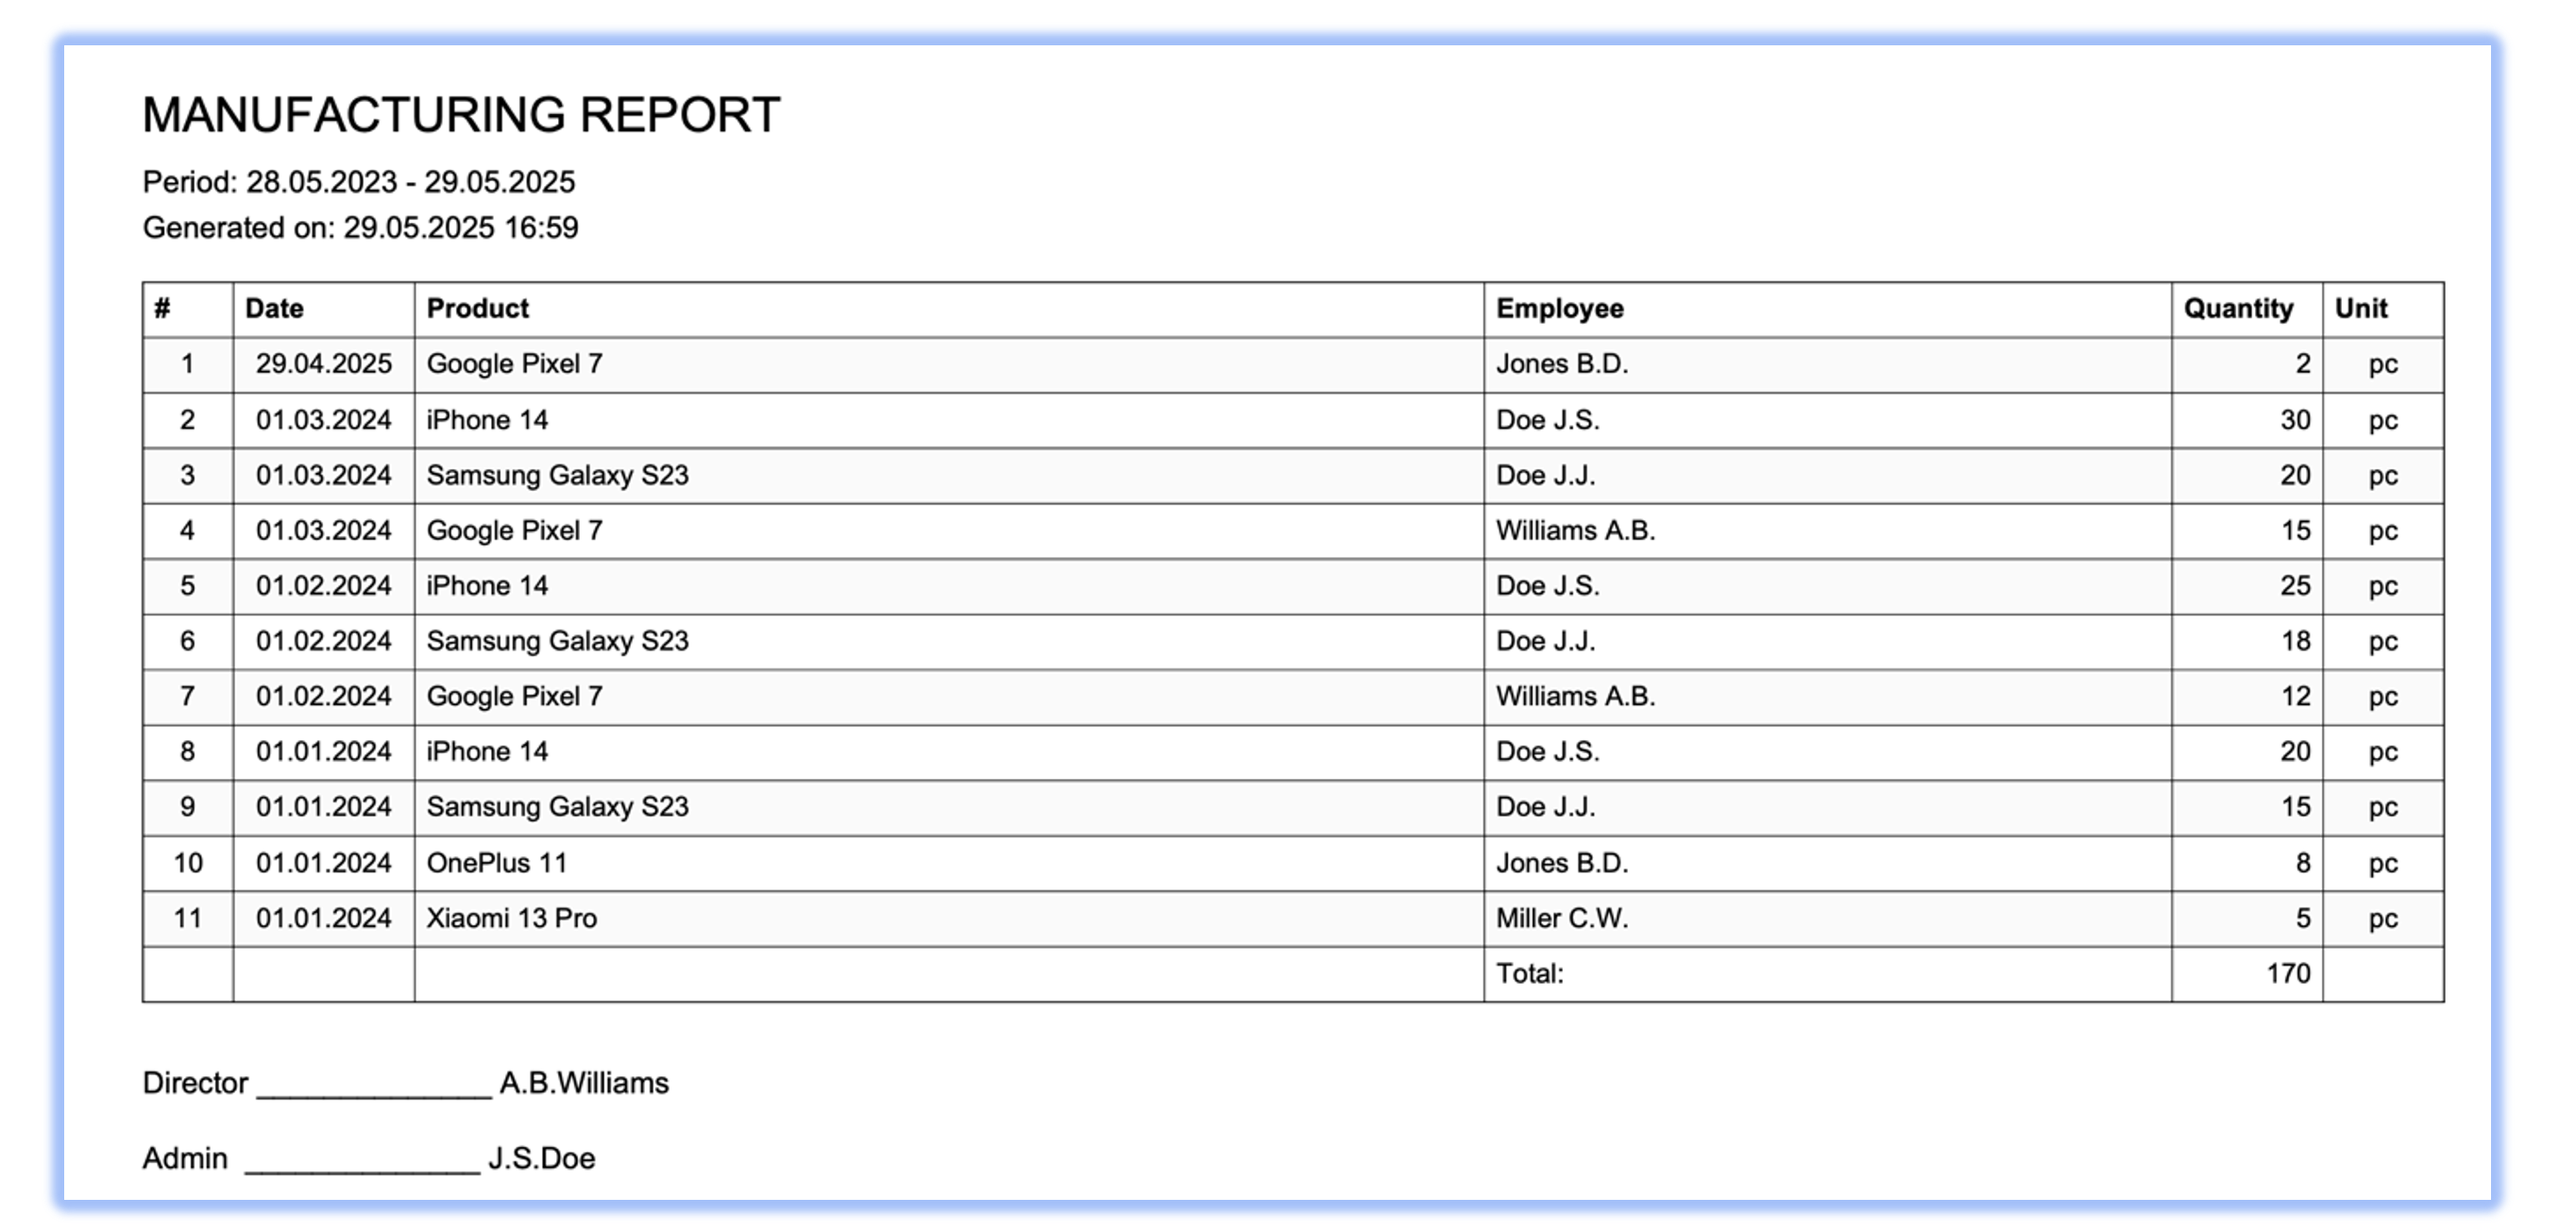 MANUFACTURING REPORT
Period: 28.05.2023 - 29.05.2025
Generated on: 29.05.2025 16:59
# Date Product Employee Quantity Unit
1 29.04.2025 Google Pixel 7 Jones B.D. 2 pc
2 01.03.2024 iPhone 14 Doe J.S. 30 pc
3 01.03.2024 Samsung Galaxy S23 Doe J.J. 20 pc
4 01.03.2024 Google Pixel 7 Williams A.B. 15 pc
5 01.02.2024 iPhone 14 Doe J.S. 25 pc
6 01.02.2024 Samsung Galaxy S23 Doe J.J. 18 pc
7 01.02.2024 Google Pixel 7 Williams A.B. 12 pc
8 01.01.2024 iPhone 14 Doe J.S. 20 pc
9 01.01.2024 Samsung Galaxy S23 Doe J.J. 15 pc
10 01.01.2024 OnePlus 11 Jones B.D. 8 pc
11 01.01.2024 Xiaomi 13 Pro Miller C.W. 5 pc
Total: 170
Director ______________ A.B.Williams
Admin ______________ J.S.Doe